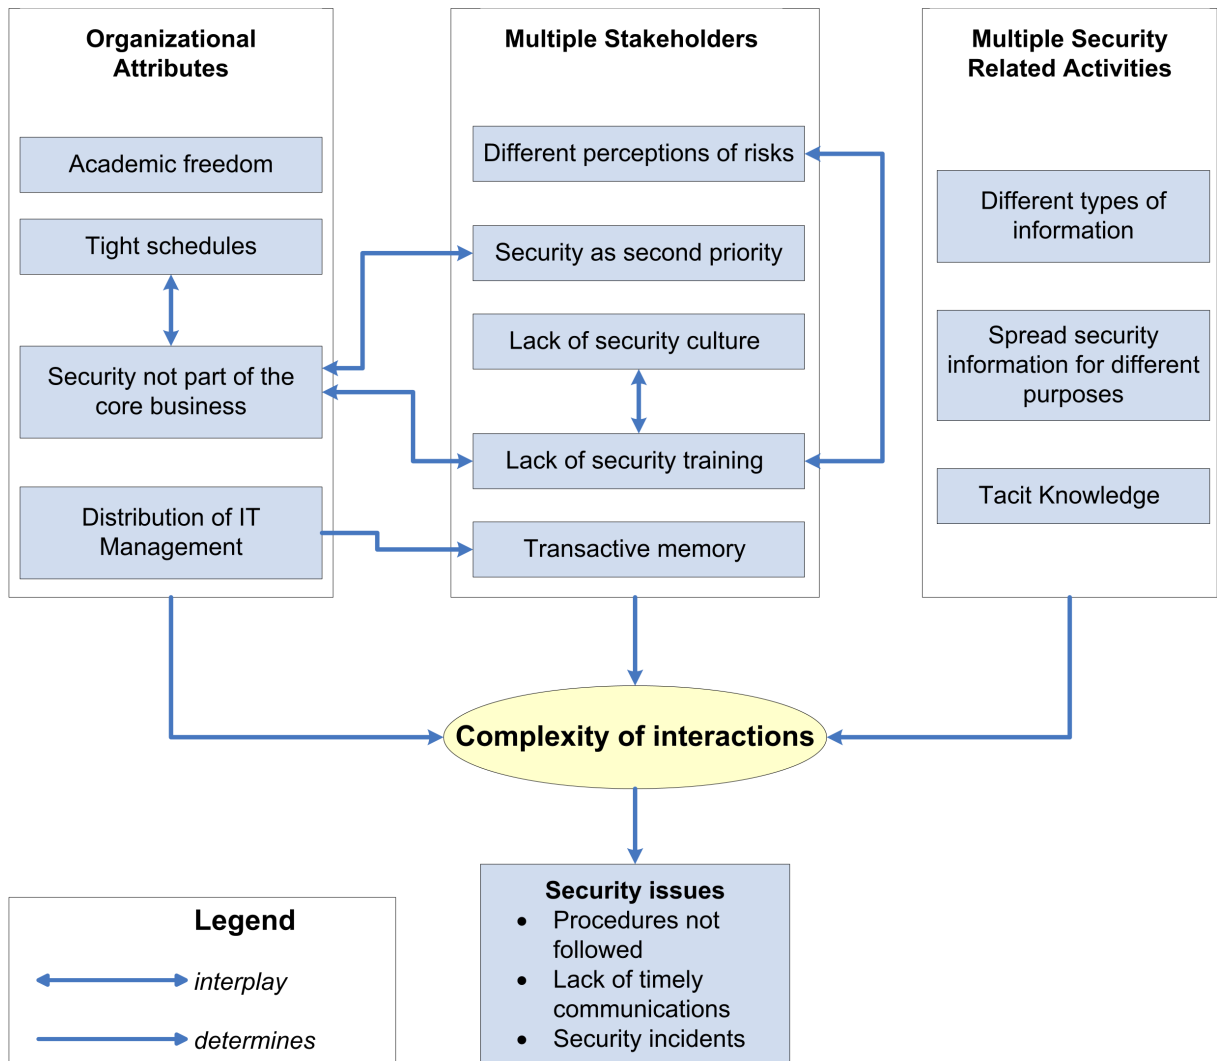 Organizational
Attributes
Academic freedom
Tight schedules
Security not part of the
core business
Distribution of IT
Management
Multiple Stakeholders
Different perceptions of risks
Security as second priority
Lack of security culture
Lack of security training
Transactive memory
Multiple Security
Related Activities
Different types of
information
Spread security
information for different
purposes
Tacit Knowledge
Complexity of interactions
Security issues
• Procedures not
followed
• Lack of timely
communications
• Security incidents
Legend
interplay
determines